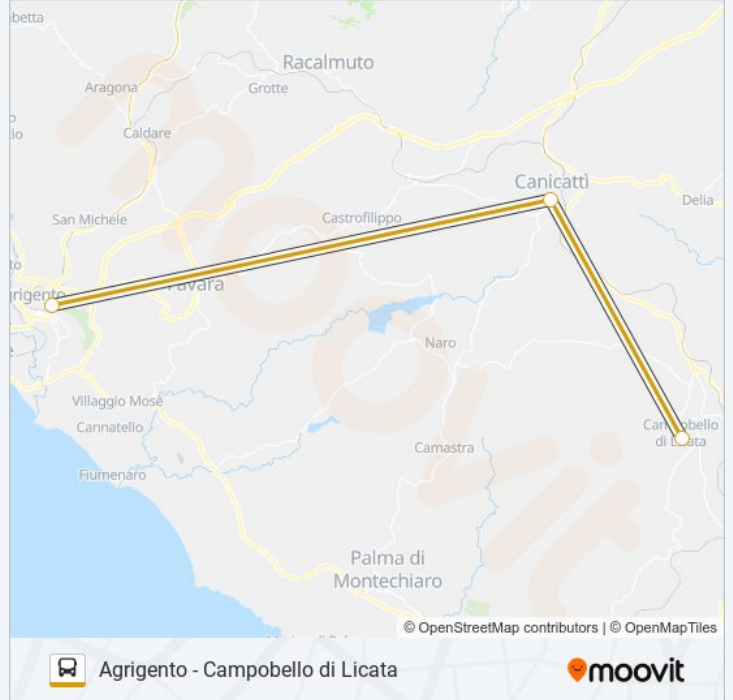 betta
Racalmuto
Aragona
Grotte
Caldare
Canicattì
Delia
San Michele
Castrofilippo
Agrigento
Favara
Naro
Villaggio Mosè
Cannatello
Campobello
di Licata
Camastra
Fiumenaro
Palma di
Montechiaro
© OpenStreetMap contributors | © OpenMapTiles
Agrigento - Campobello di Licata
moovit